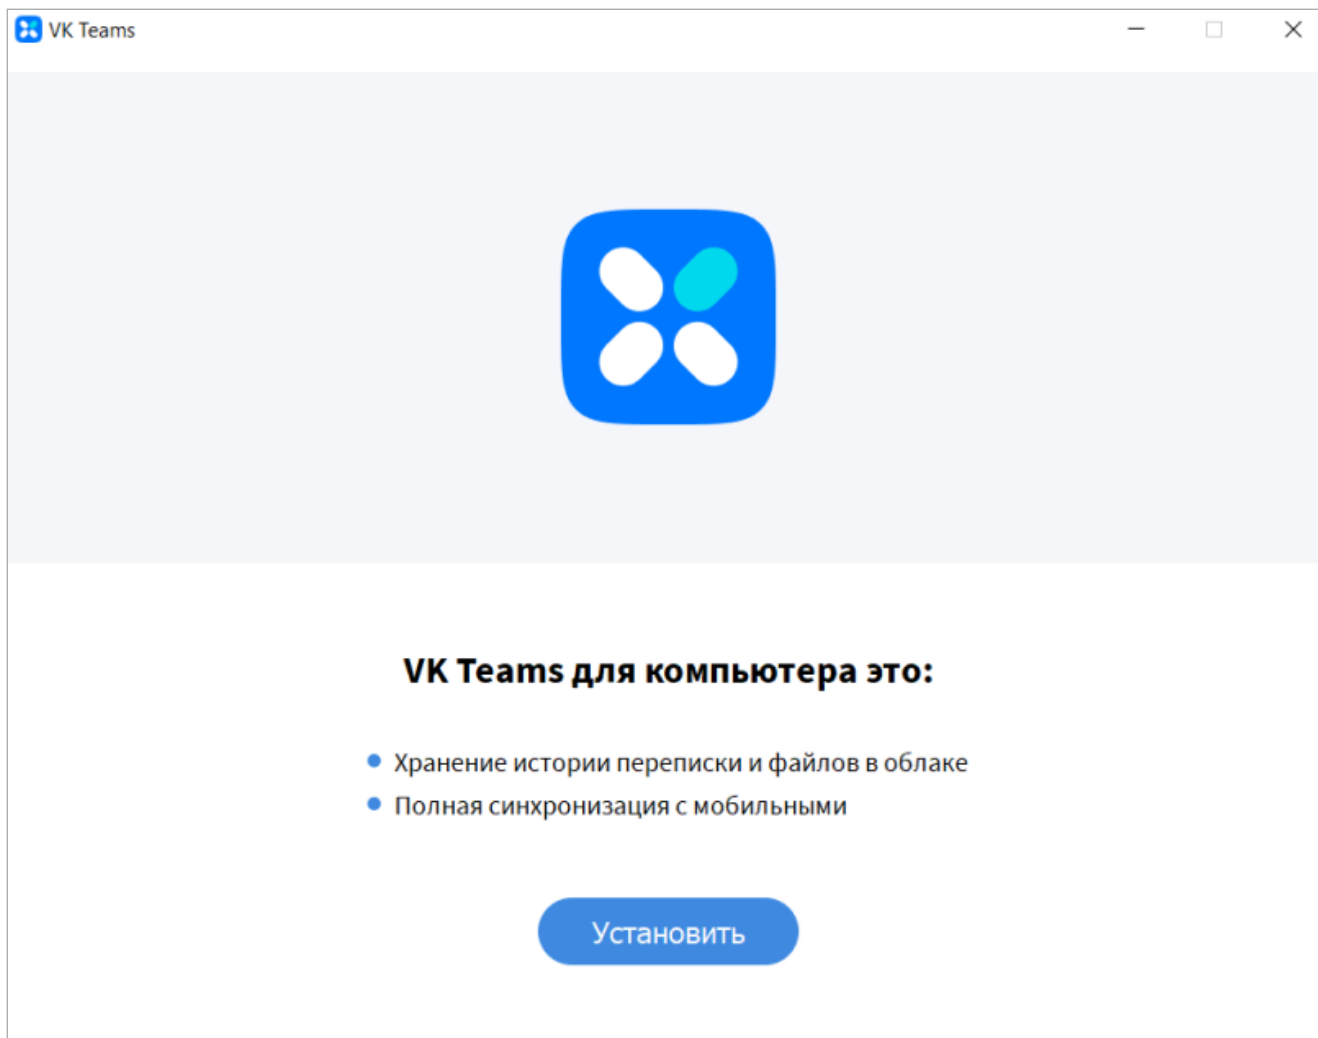 VK Teams
VK Teams для компьютера это:
Хранение истории переписки и файлов в облаке
Полная синхронизация с мобильными
Установить